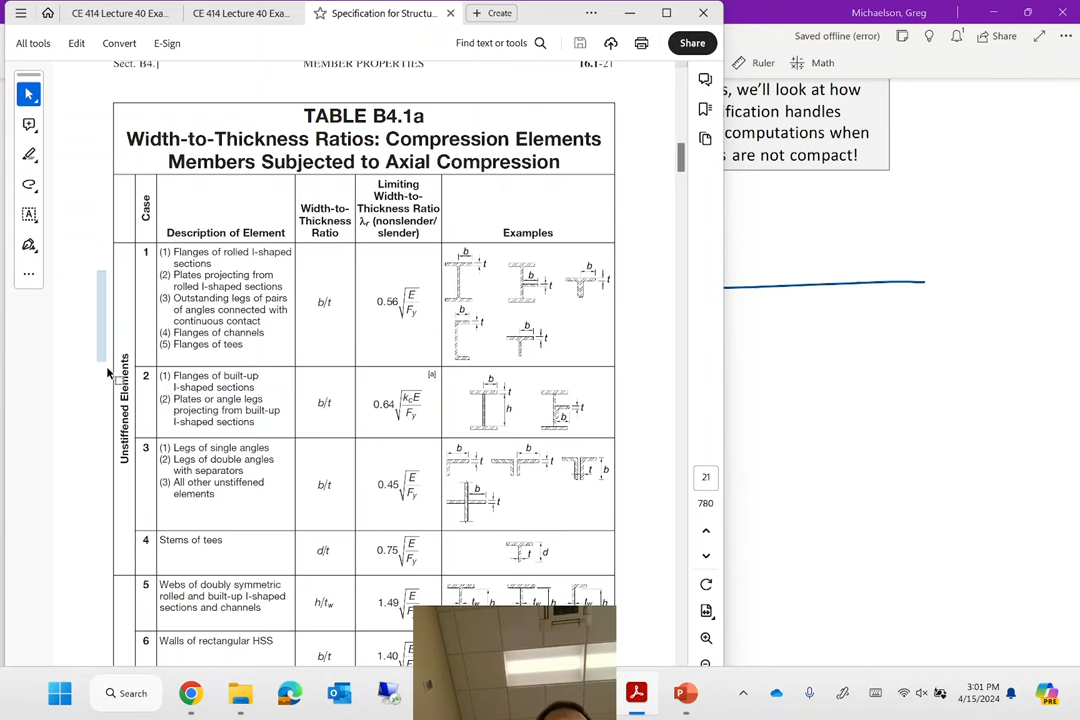 CE 414 Lecture 40 Exa...
CE 414 Lecture 40 Exa...
Specification for Structu...
Create
Michaelson, Greg
All tools
Edit
Convert
E-Sign
Find text or tools
Share
Saved offline (error)
Share
Ruler
Math
Sect. B4.]
MEMBER PROPERTIES
16.1-21
s, we'll look at how
ification handles
computations when
s are not compact!
TABLE B4.1a
Width-to-Thickness Ratios: Compression Elements
Members Subjected to Axial Compression
Case
Description of Element
Width-to-
Thickness
Ratio
Limiting
Width-to-
Thickness Ratio
λr (nonslender/
slender)
Examples
Unstiffened Elements
1
(1) Flanges of rolled I-shaped
sections
(2) Plates projecting from
rolled I-shaped sections
(3) Outstanding legs of pairs
of angles connected with
continuous contact
(4) Flanges of channels
(5) Flanges of tees
b/t
0.56√(E/Fy)
b
t
b
t
b
t
b
t
b
t
2
(1) Flanges of built-up
I-shaped sections
(2) Plates or angle legs
projecting from built-up
I-shaped sections
b/t
[a]
0.64√(kcE/Fy)
b
t
h
t
b
3
(1) Legs of single angles
(2) Legs of double angles
with separators
(3) All other unstiffened
elements
b/t
0.45√(E/Fy)
b
t
b
t
t
b
b
t
4
Stems of tees
d/t
0.75√(E/Fy)
t
d
5
Webs of doubly symmetric
rolled and built-up I-shaped
sections and channels
h/tw
1.49√(E/F
tw
h
tw
h
tw
h
6
Walls of rectangular HSS
b/t
1.40
E
21
780
Search
3:01 PM
4/15/2024
PRE